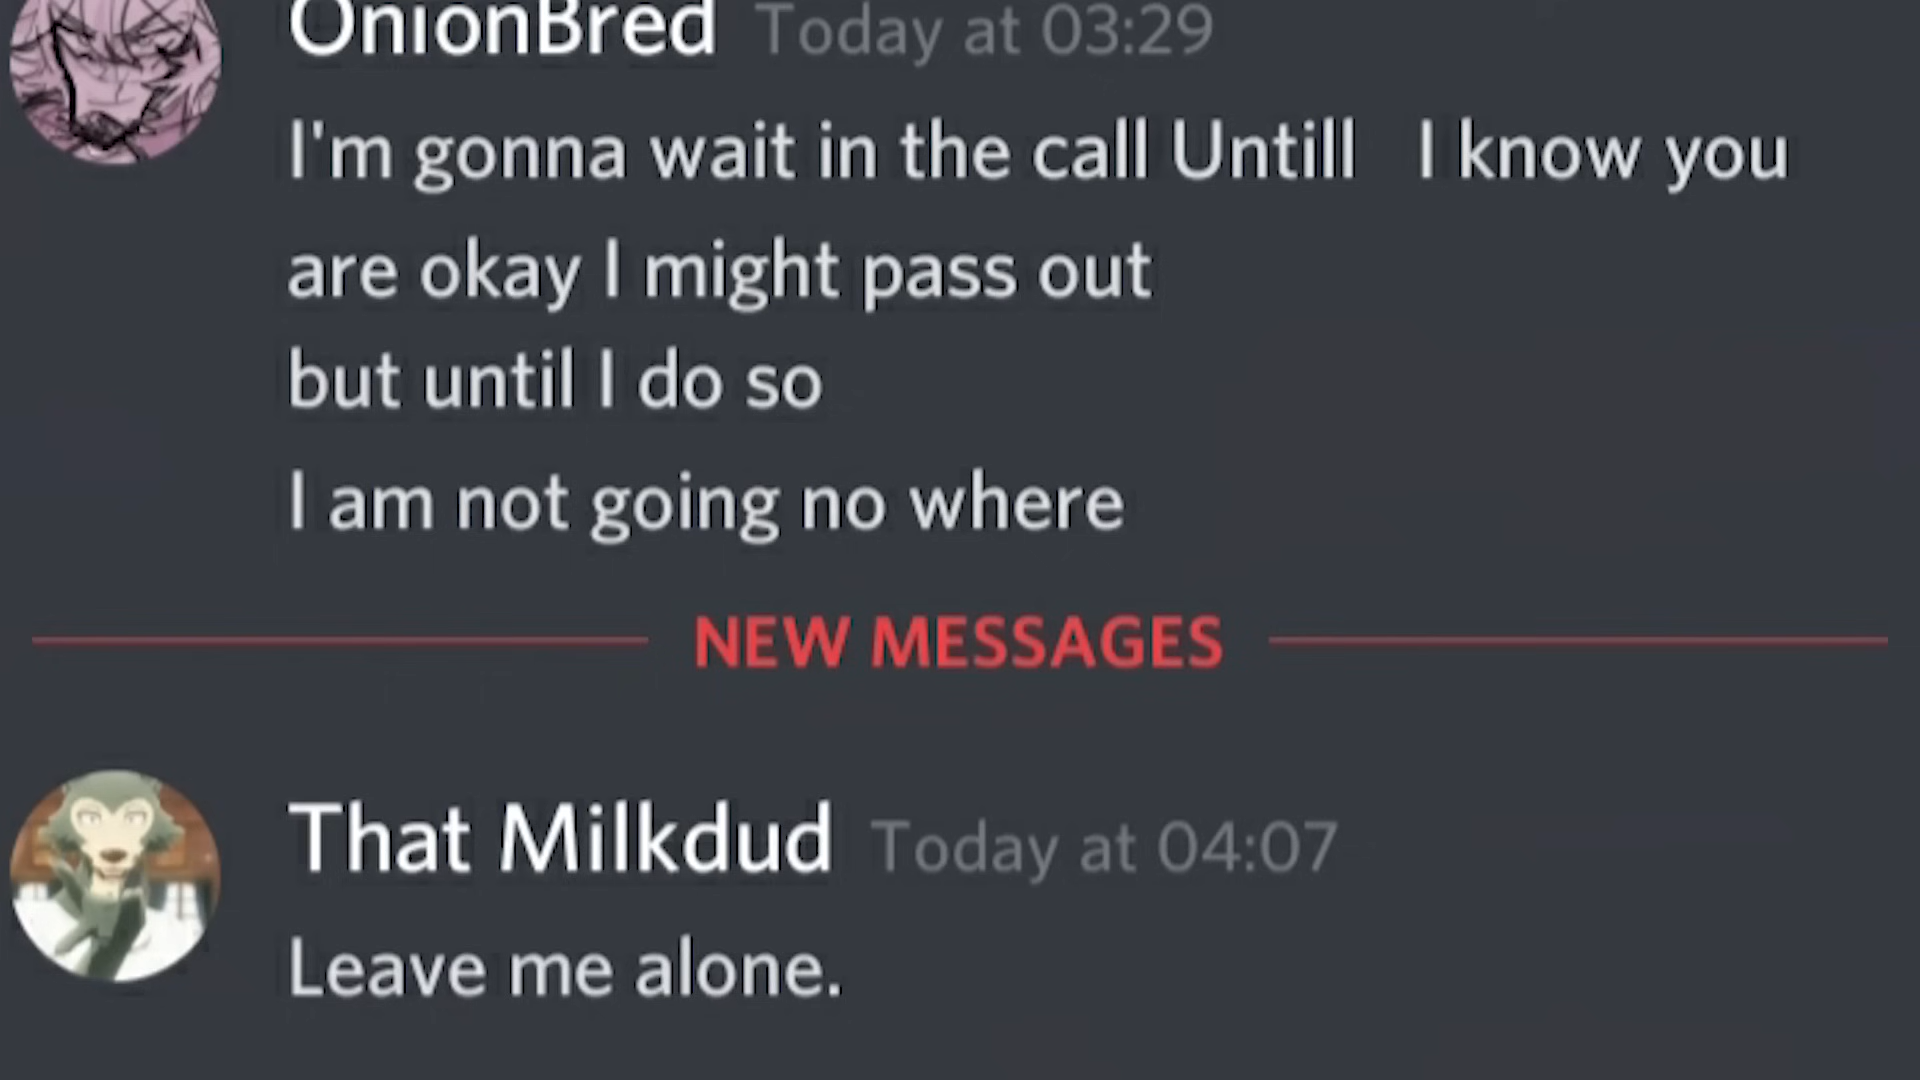 OnionBred Today at 03:29
I'm gonna wait in the call Untill I know you
are okay I might pass out
but until I do so
I am not going no where
NEW MESSAGES
That Milkdud Today at 04:07
Leave me alone.